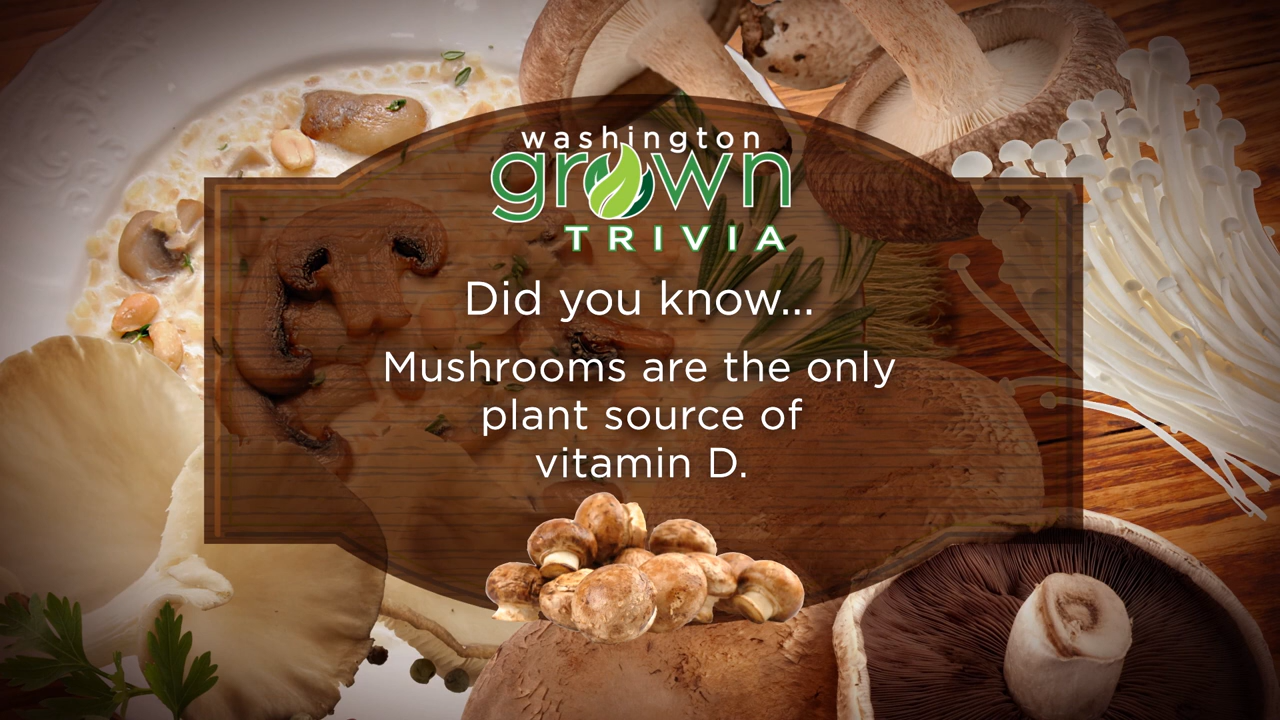 washington
grown
TRIVIA
Did you know...
Mushrooms are the only
plant source of
vitamin D.